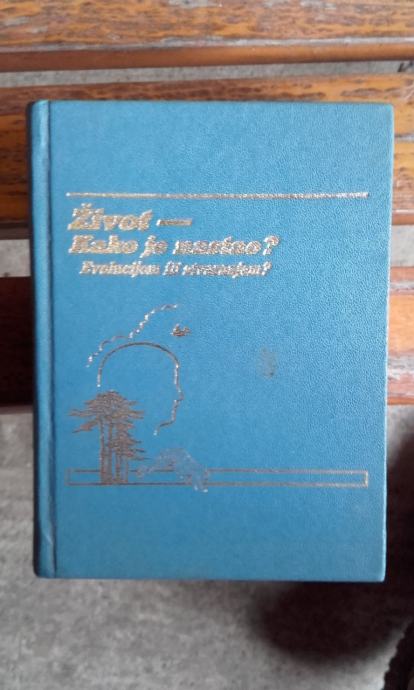 Život —
Kako je nastao?
Evolucijom ili stvaranjem?